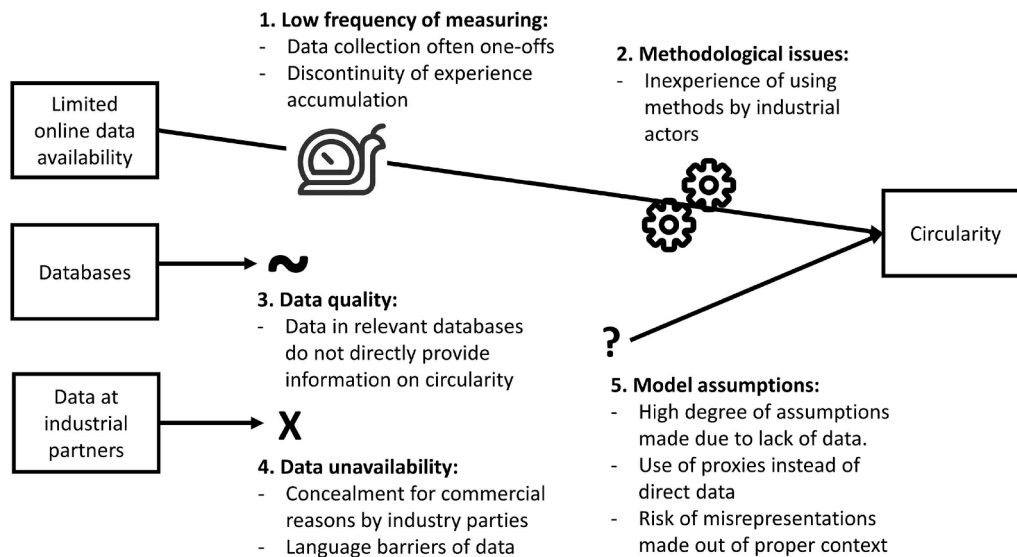 1. Low frequency of measuring:
- Data collection often one-offs
- Discontinuity of experience
accumulation
2. Methodological issues:
- Inexperience of using
methods by industrial
actors
Limited
online data
availability
Circularity
Databases
~
3. Data quality:
- Data in relevant databases
do not directly provide
information on circularity
?
Data at
industrial
partners
X
4. Data unavailability:
- Concealment for commercial
reasons by industry parties
- Language barriers of data
5. Model assumptions:
- High degree of assumptions
made due to lack of data.
- Use of proxies instead of
direct data
- Risk of misrepresentations
made out of proper context